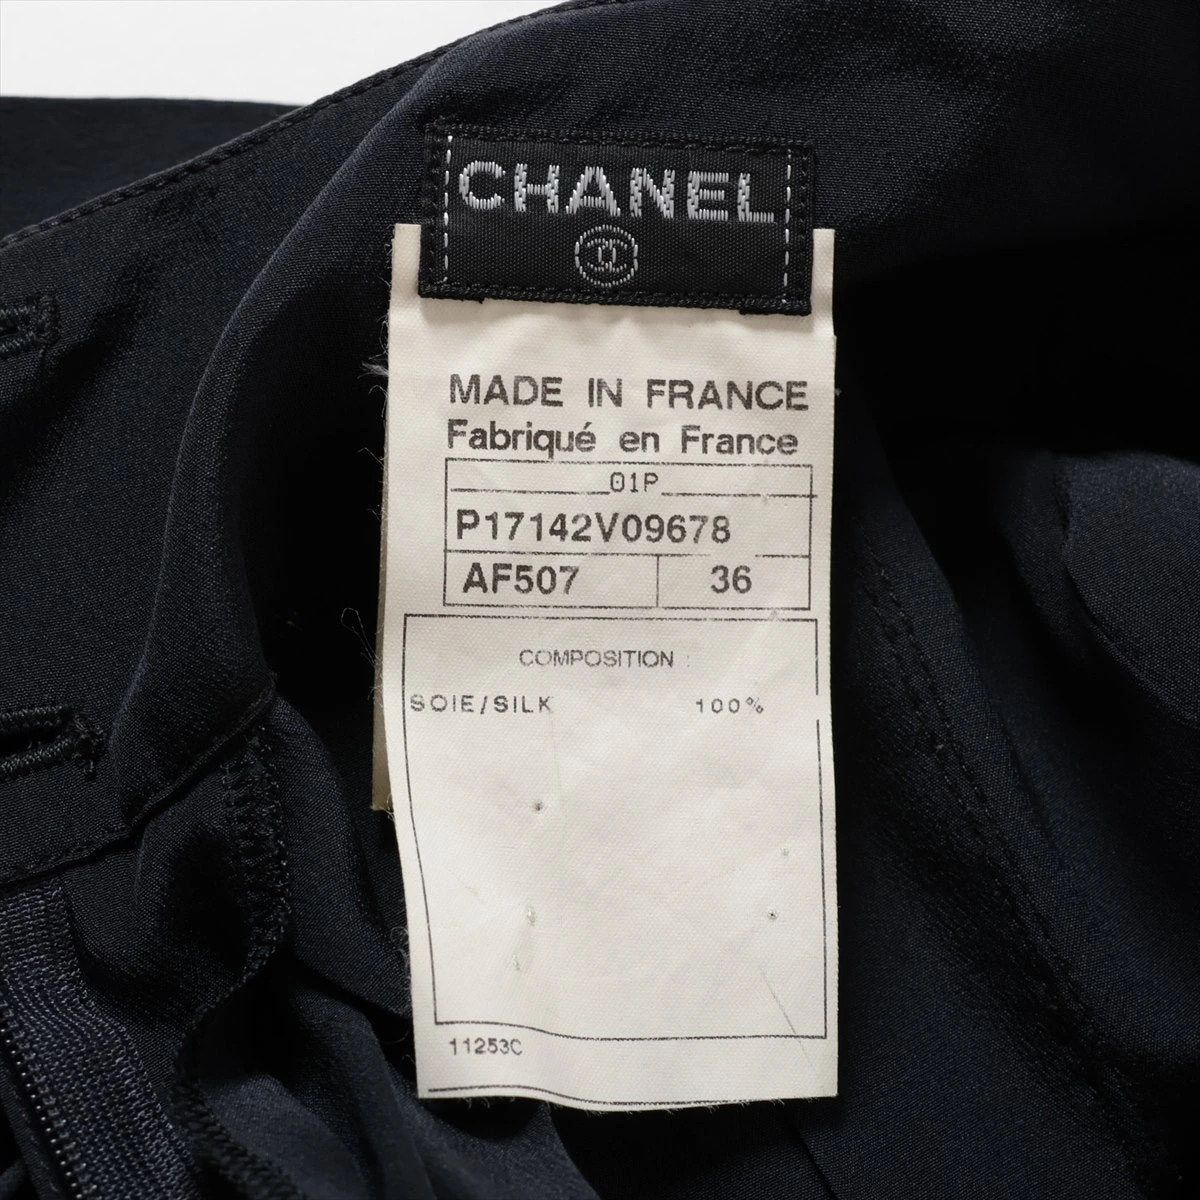 CHANEL
MADE IN FRANCE
Fabriqué en France
01P
P17142V09678
AF507 36
COMPOSITION :
SOIE/SILK 100%
11253C